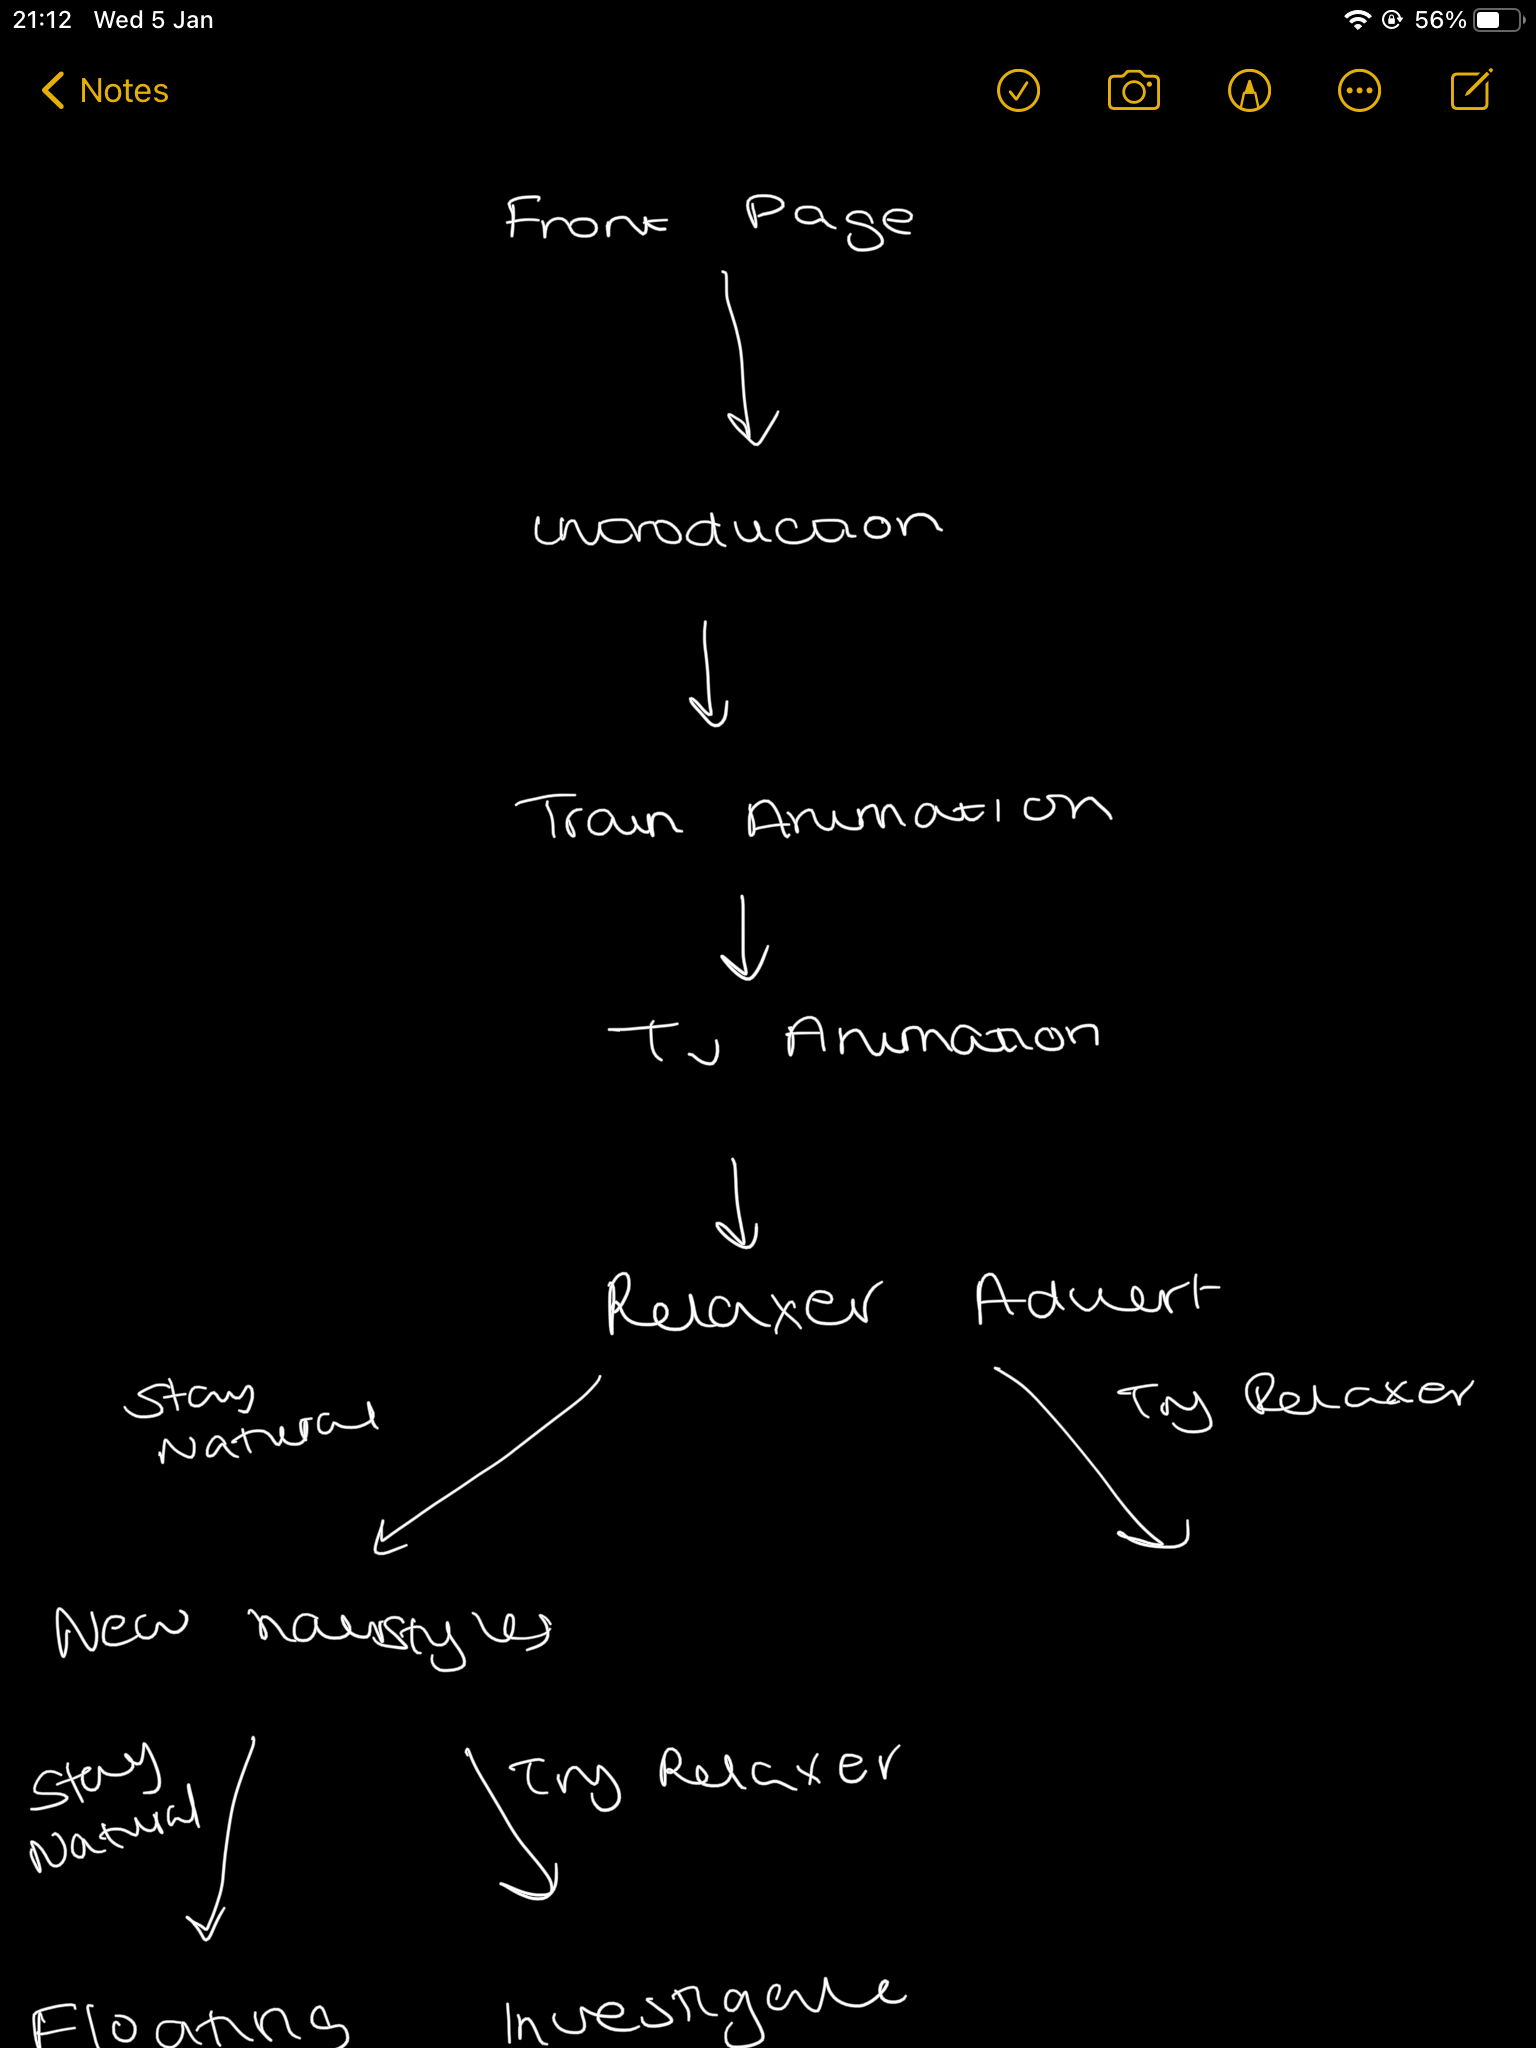 21:12 Wed 5 Jan 56%
Notes
Front Page
introduction
Train Animation
Tv Animation
Relaxer Advert
Stay
Natural
Try Relaxer
New hairstyles
Stay
Natural
Try Relaxer
Floating Investigate